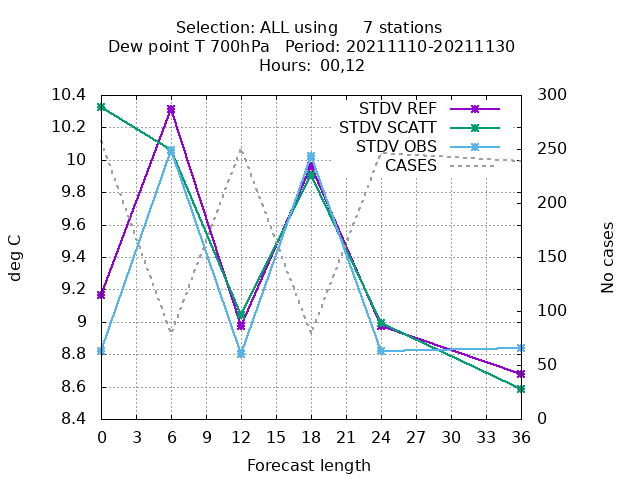 Selection: ALL using     7 stations
Dew point T 700hPa   Period: 20211110-20211130
Hours: 00,12
10.4
10.2
10
9.8
9.6
9.4
9.2
9
8.8
8.6
8.4
deg C
STDV REF
STDV SCATT
STDV OBS
CASES
300
250
200
150
100
50
0
No cases
0 3 6 9 12 15 18 21 24 27 30 33 36
Forecast length